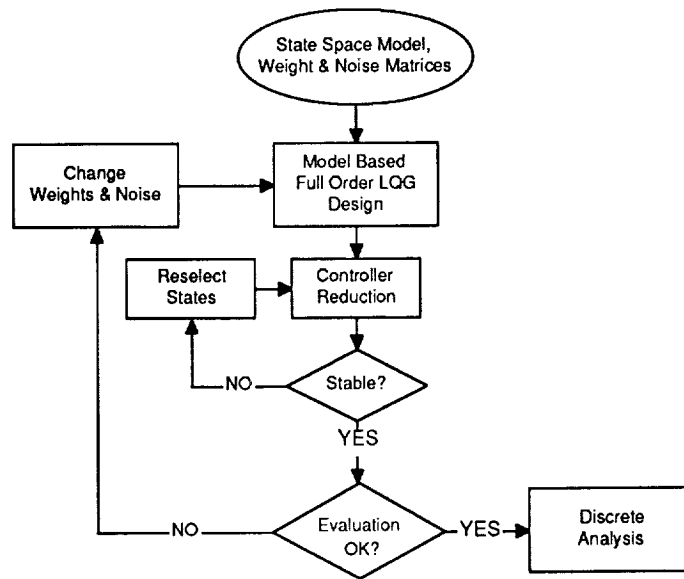 State Space Model,
Weight & Noise Matrices
Change
Weights & Noise
Model Based
Full Order LQG
Design
Reselect
States
Controller
Reduction
NO
Stable?
YES
NO
Evaluation
OK?
YES
Discrete
Analysis